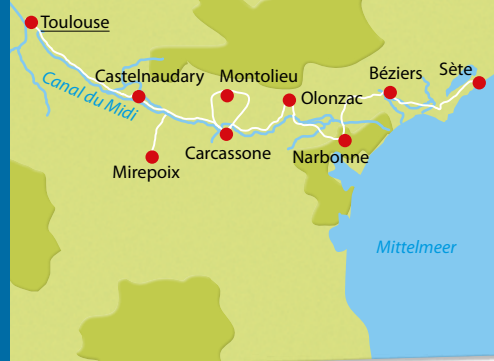 Toulouse
Sète
Béziers
Castelnaudary
Montolieu
Canal du Midi
Olonzac
Carcassone
Narbonne
Mirepoix
Mittelmeer